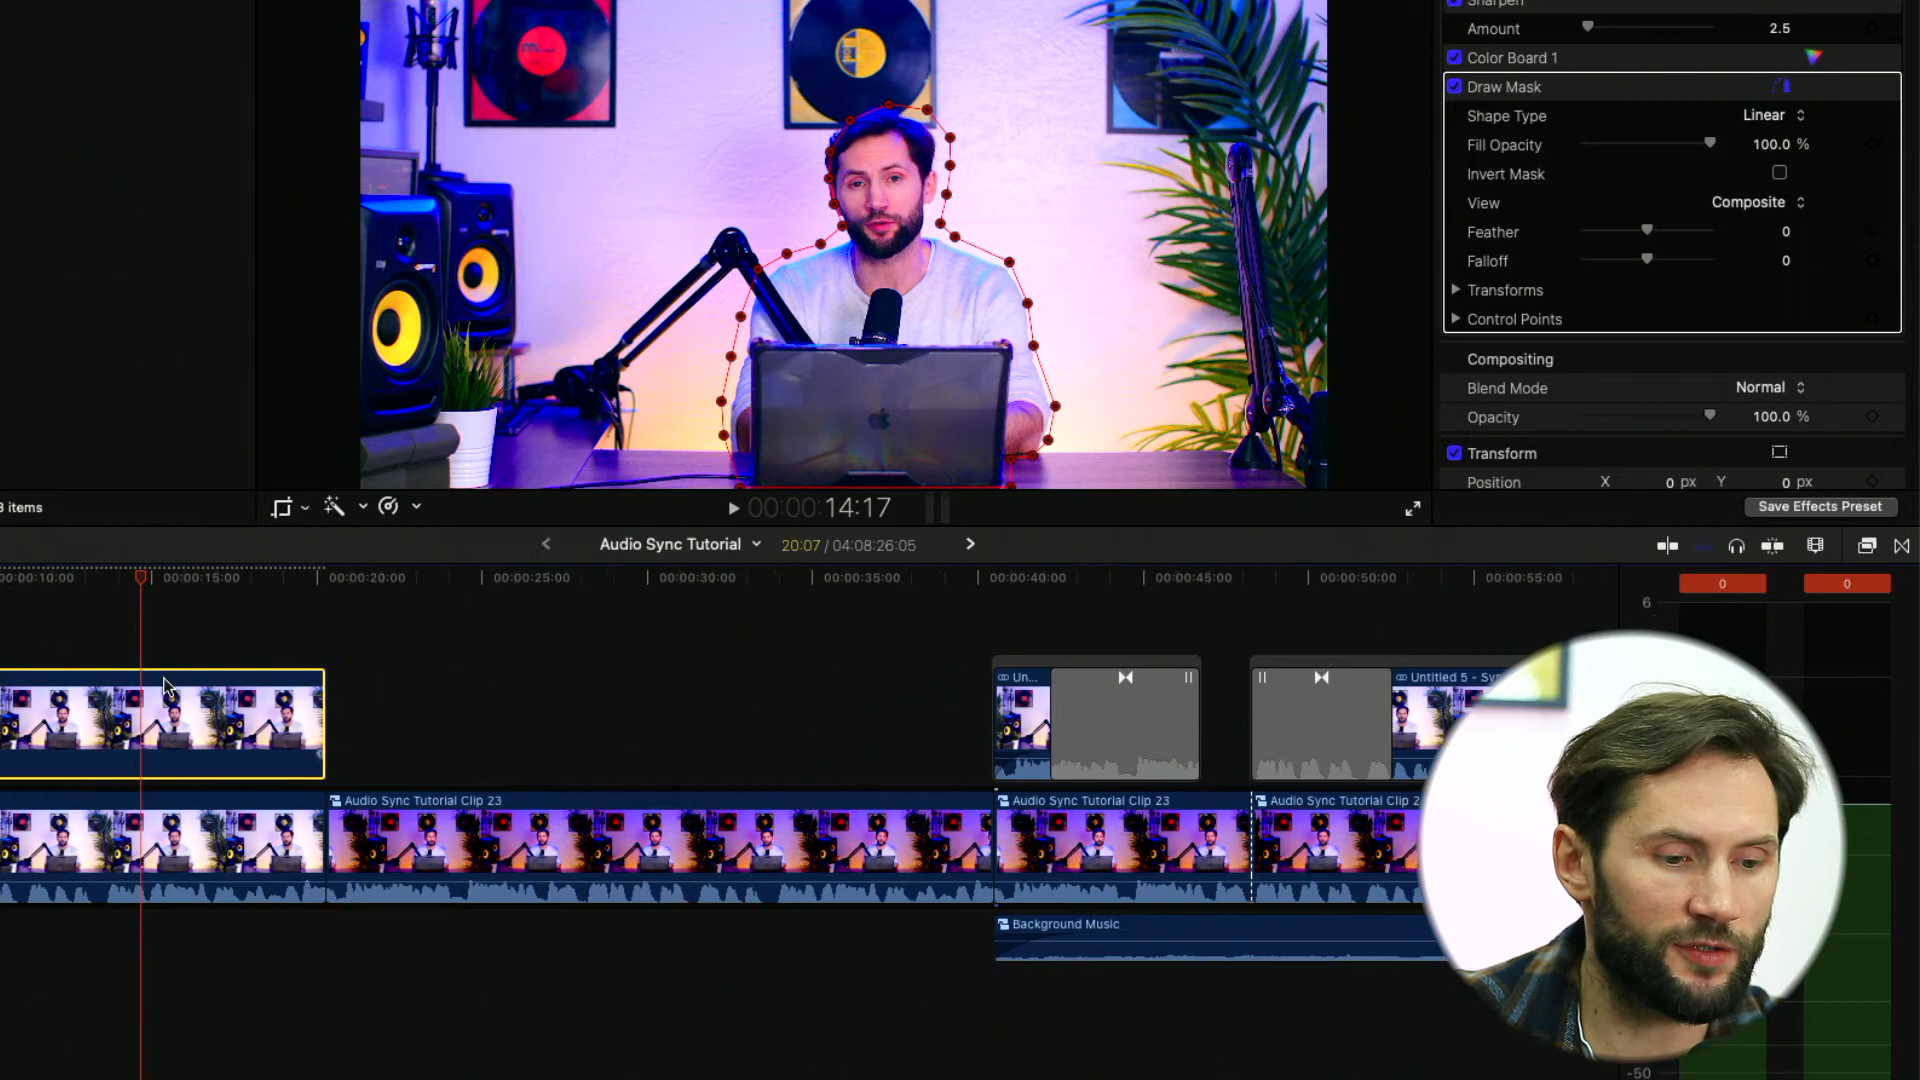 Sharpen
Amount 2.5
Color Board 1
Draw Mask
Shape Type Linear
Fill Opacity 100.0 %
Invert Mask
View Composite
Feather 0
Falloff 0
Transforms
Control Points
Compositing
Blend Mode Normal
Opacity 100.0 %
Transform
Position X 0 px Y 0 px
Save Effects Preset
3 items
00:00:14:17
Audio Sync Tutorial 20:07 / 04:08:26:05
00:00:10:00 00:00:15:00 00:00:20:00 00:00:25:00 00:00:30:00 00:00:35:00 00:00:40:00 00:00:45:00 00:00:50:00 00:00:55:00
0 0
6
Un... Untitled 5 - Syn
Audio Sync Tutorial Clip 23 Audio Sync Tutorial Clip 23 Audio Sync Tutorial Clip 2
Background Music
-50